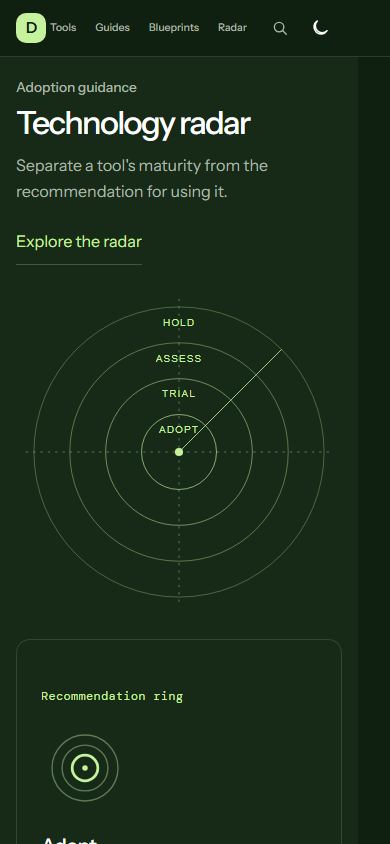 D Tools Guides Blueprints Radar
Adoption guidance
Technology radar
Separate a tool's maturity from the
recommendation for using it.
Explore the radar
HOLD
ASSESS
TRIAL
ADOPT
Recommendation ring
Adopt